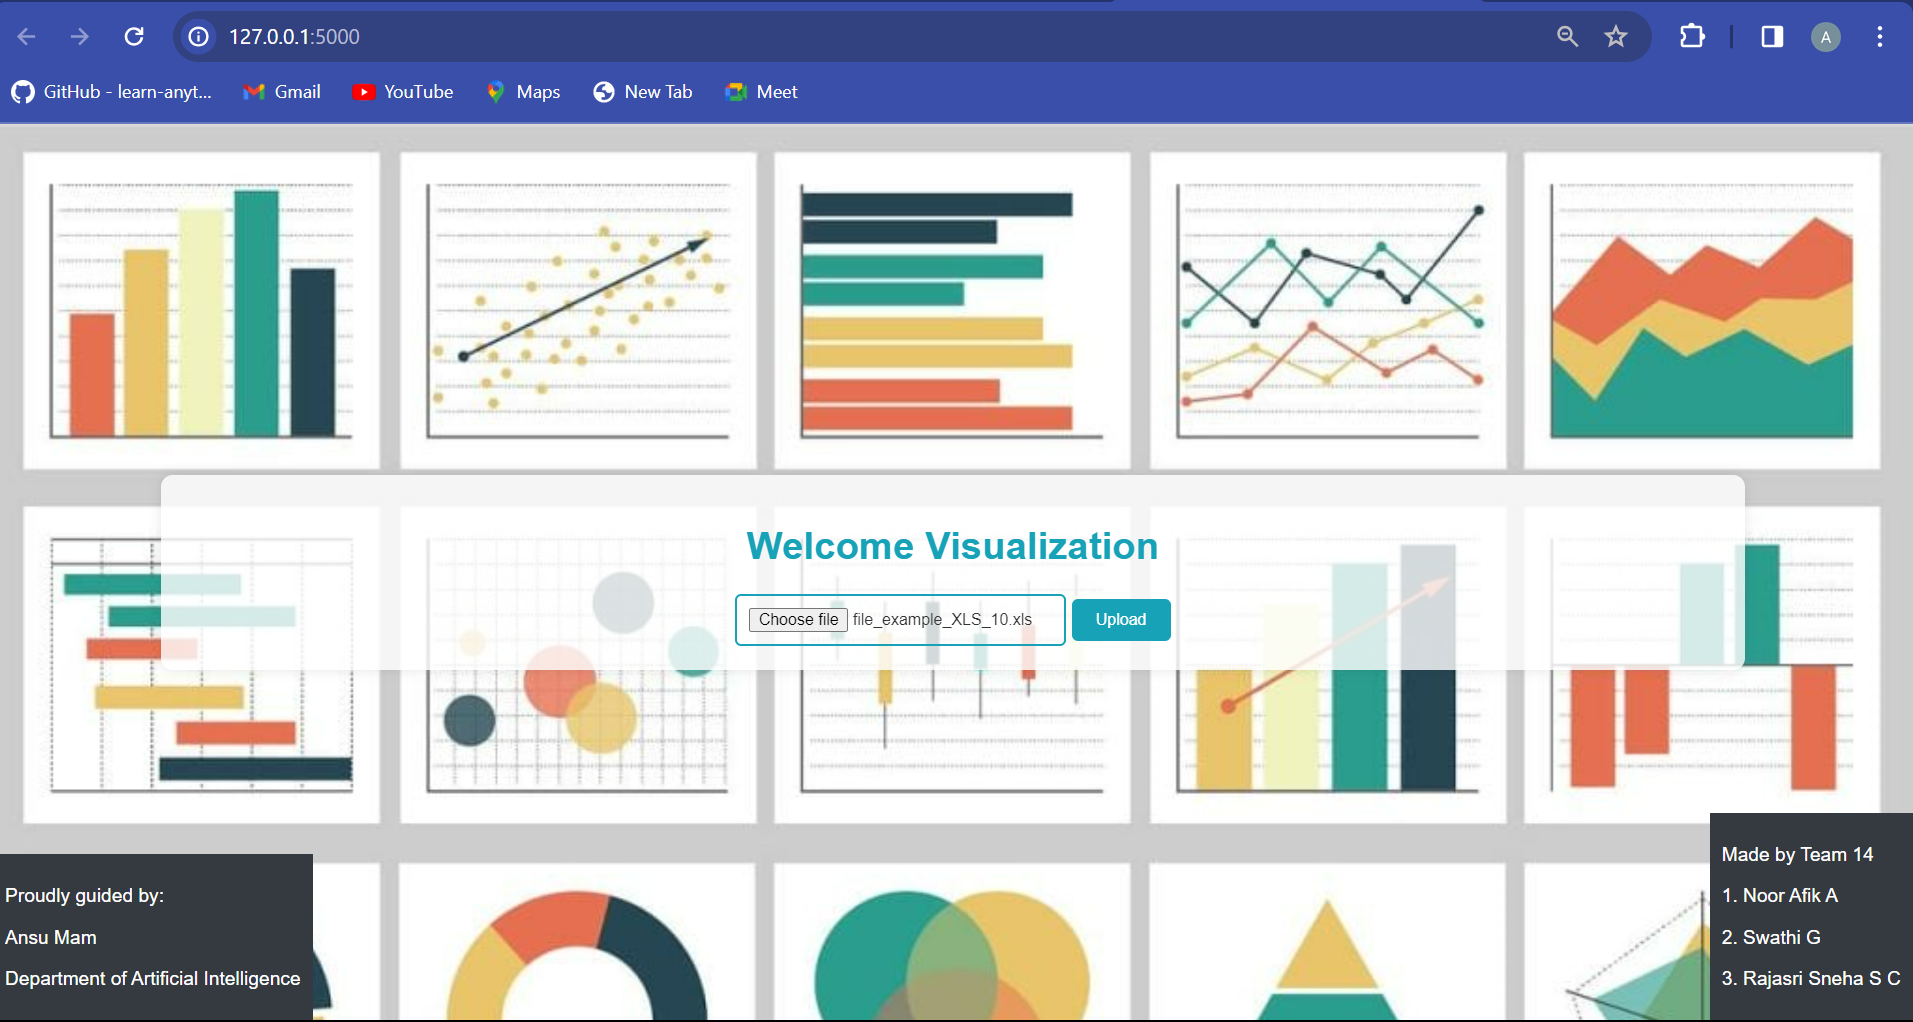 127.0.0.1:5000
A
GitHub - learn-anyt...
Gmail
YouTube
Maps
New Tab
Meet
Welcome Visualization
Choose file file_example_XLS_10.xls
Upload
Proudly guided by:
Ansu Mam
Department of Artificial Intelligence
Made by Team 14
1. Noor Afik A
2. Swathi G
3. Rajasri Sneha S C